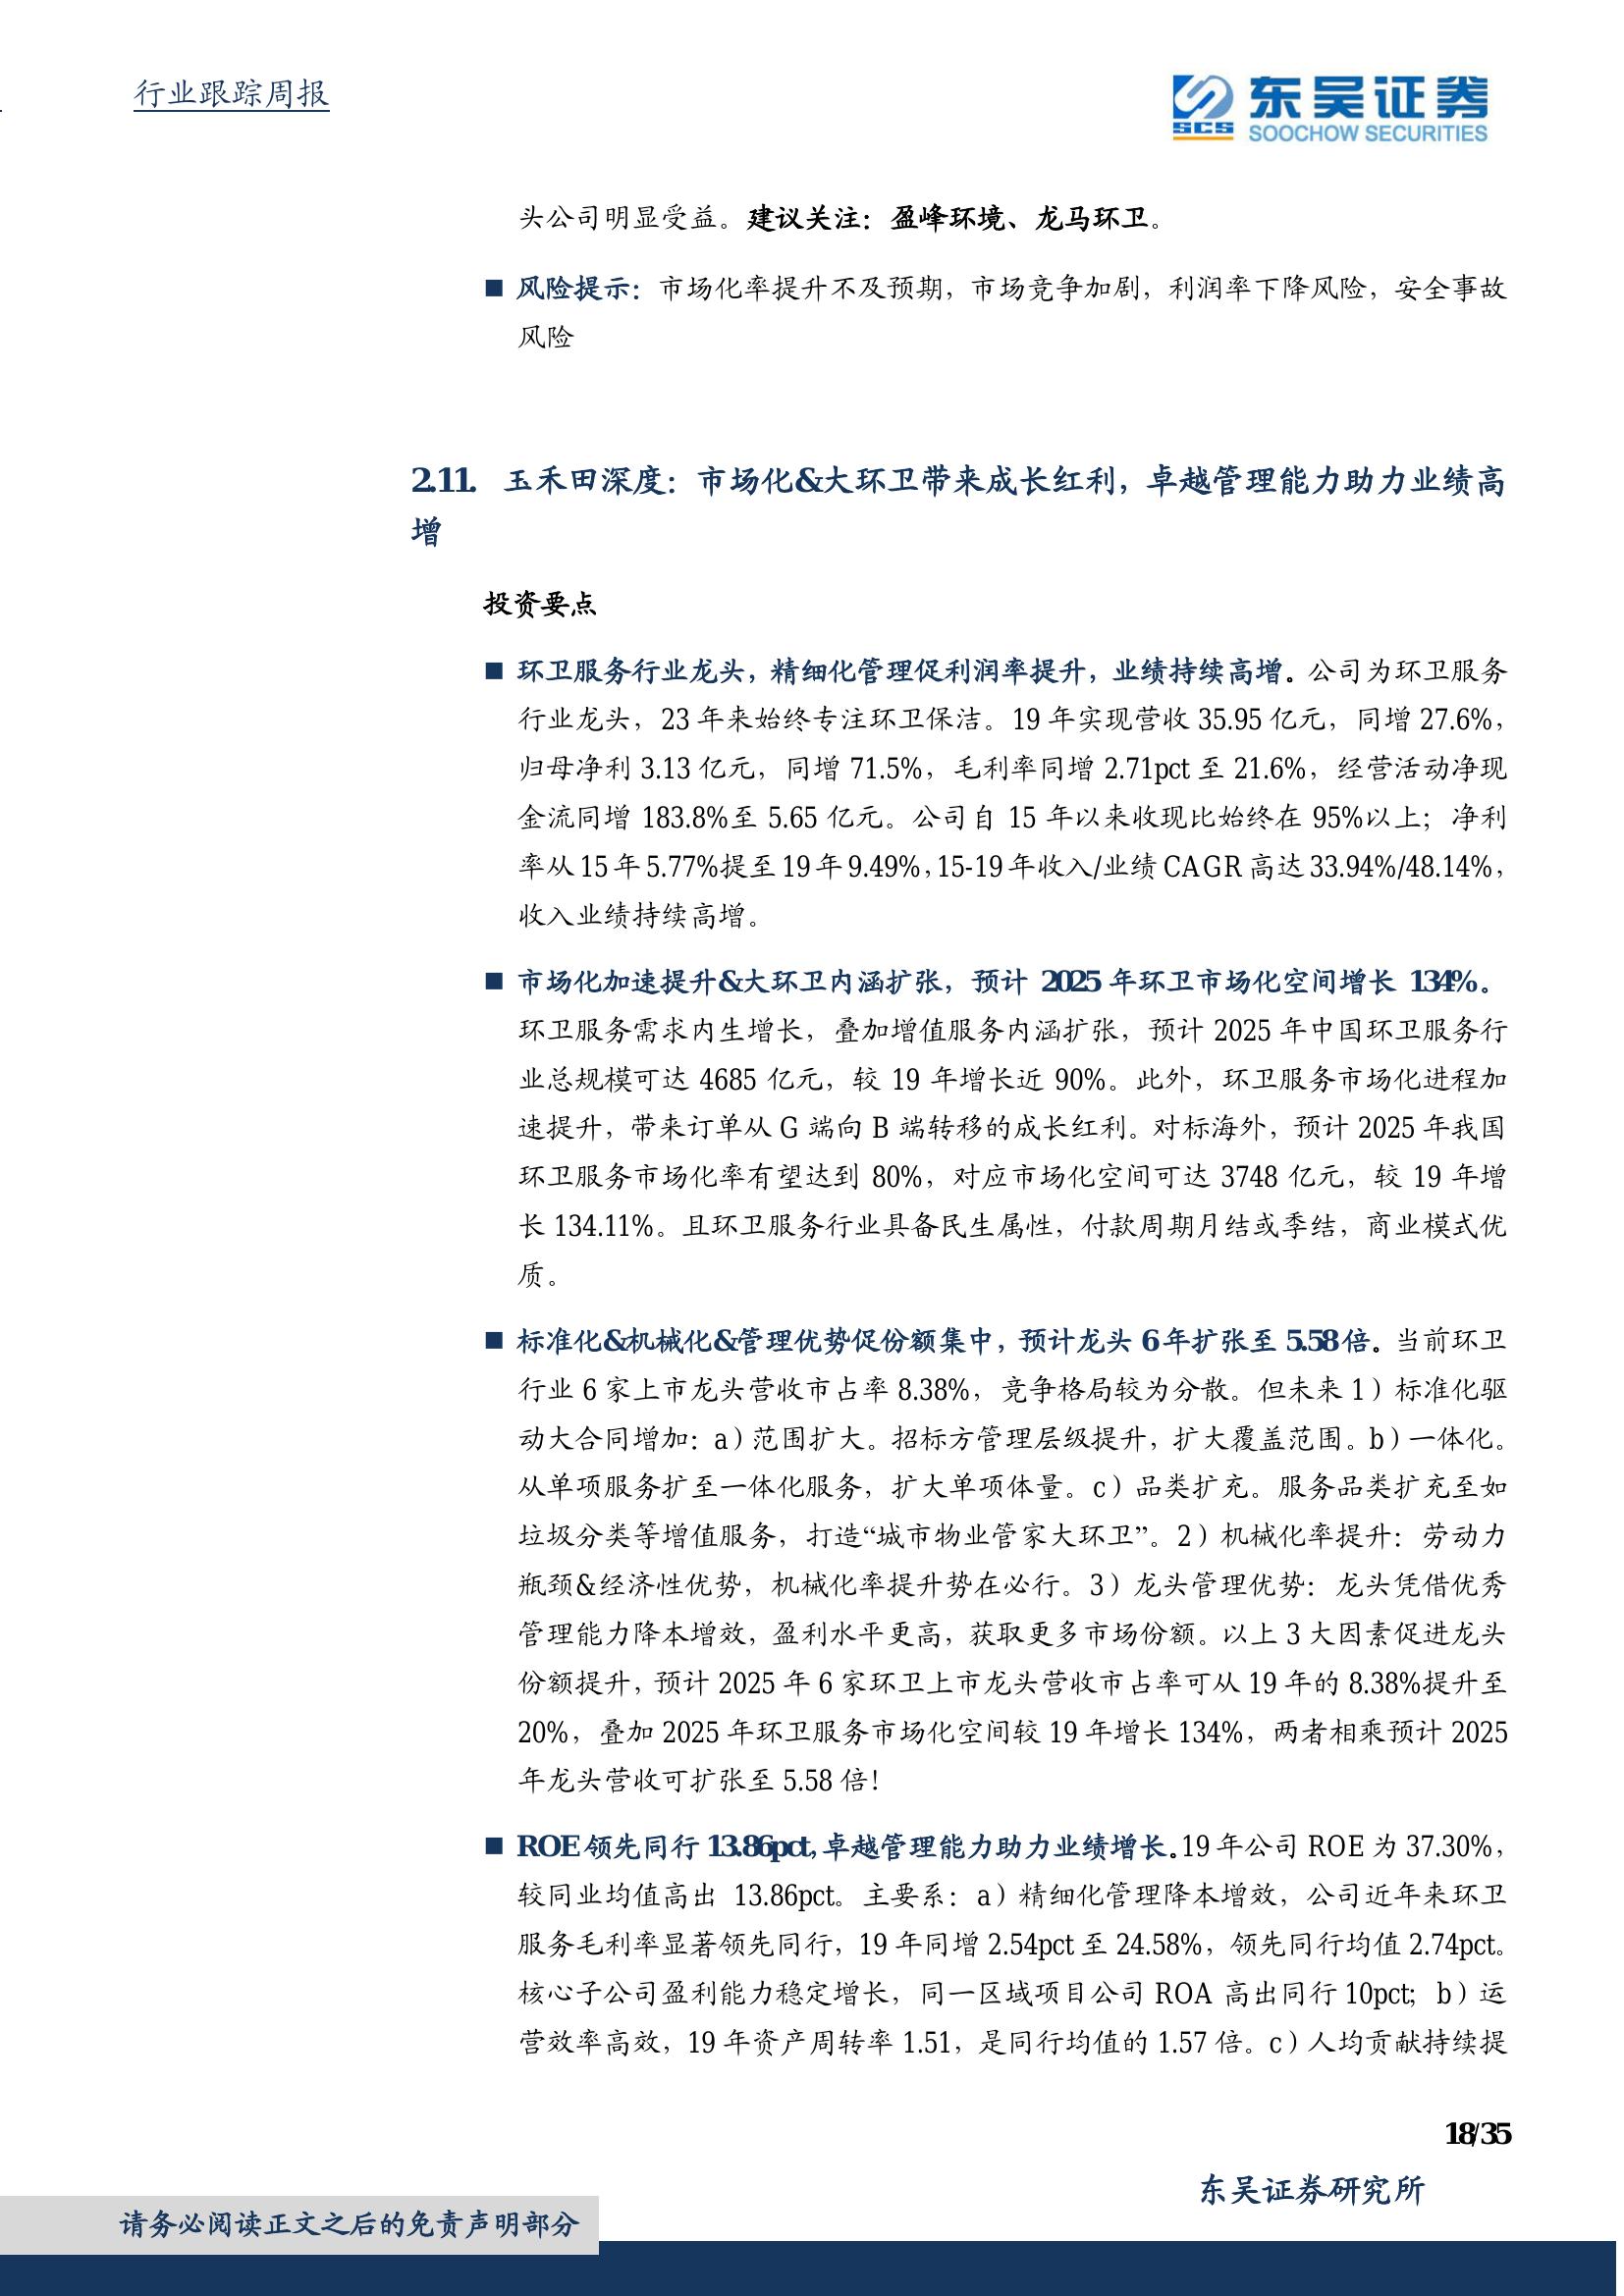 行业跟踪周报
SCS
东吴证券
SOOCHOW SECURITIES
头公司明显受益。建议关注：盈峰环境、龙马环卫。
■ 风险提示：市场化率提升不及预期，市场竞争加剧，利润率下降风险，安全事故
风险
2.11. 玉禾田深度：市场化&大环卫带来成长红利，卓越管理能力助力业绩高
增
投资要点
■ 环卫服务行业龙头，精细化管理促利润率提升，业绩持续高增。公司为环卫服务
行业龙头，23 年来始终专注环卫保洁。19 年实现营收 35.95 亿元，同增 27.6%，
归母净利 3.13 亿元，同增 71.5%，毛利率同增 2.71pct 至 21.6%，经营活动净现
金流同增 183.8%至 5.65 亿元。公司自 15 年以来收现比始终在 95%以上；净利
率从 15 年 5.77%提至 19 年 9.49%，15-19 年收入/业绩 CAGR 高达 33.94%/48.14%，
收入业绩持续高增。
■ 市场化加速提升&大环卫内涵扩张，预计 2025 年环卫市场化空间增长 134%。
环卫服务需求内生增长，叠加增值服务内涵扩张，预计 2025 年中国环卫服务行
业总规模可达 4685 亿元，较 19 年增长近 90%。此外，环卫服务市场化进程加
速提升，带来订单从 G 端向 B 端转移的成长红利。对标海外，预计 2025 年我国
环卫服务市场化率有望达到 80%，对应市场化空间可达 3748 亿元，较 19 年增
长 134.11%。且环卫服务行业具备民生属性，付款周期月结或季结，商业模式优
质。
■ 标准化&机械化&管理优势促份额集中，预计龙头 6 年扩张至 5.58 倍。当前环卫
行业 6 家上市龙头营收市占率 8.38%，竞争格局较为分散。但未来 1）标准化驱
动大合同增加：a）范围扩大。招标方管理层级提升，扩大覆盖范围。b）一体化。
从单项服务扩至一体化服务，扩大单项体量。c）品类扩充。服务品类扩充至如
垃圾分类等增值服务，打造“城市物业管家大环卫”。2）机械化率提升：劳动力
瓶颈&经济性优势，机械化率提升势在必行。3）龙头管理优势：龙头凭借优秀
管理能力降本增效，盈利水平更高，获取更多市场份额。以上 3 大因素促进龙头
份额提升，预计 2025 年 6 家环卫上市龙头营收市占率可从 19 年的 8.38%提升至
20%，叠加 2025 年环卫服务市场化空间较 19 年增长 134%，两者相乘预计 2025
年龙头营收可扩张至 5.58 倍！
■ ROE 领先同行 13.86pct，卓越管理能力助力业绩增长。19 年公司 ROE 为 37.30%，
较同业均值高出 13.86pct。主要系：a）精细化管理降本增效，公司近年来环卫
服务毛利率显著领先同行，19 年同增 2.54pct 至 24.58%，领先同行均值 2.74pct。
核心子公司盈利能力稳定增长，同一区域项目公司 ROA 高出同行 10pct；b）运
营效率高效，19 年资产周转率 1.51，是同行均值的 1.57 倍。c）人均贡献持续提
18/35
东吴证券研究所
请务必阅读正文之后的免责声明部分